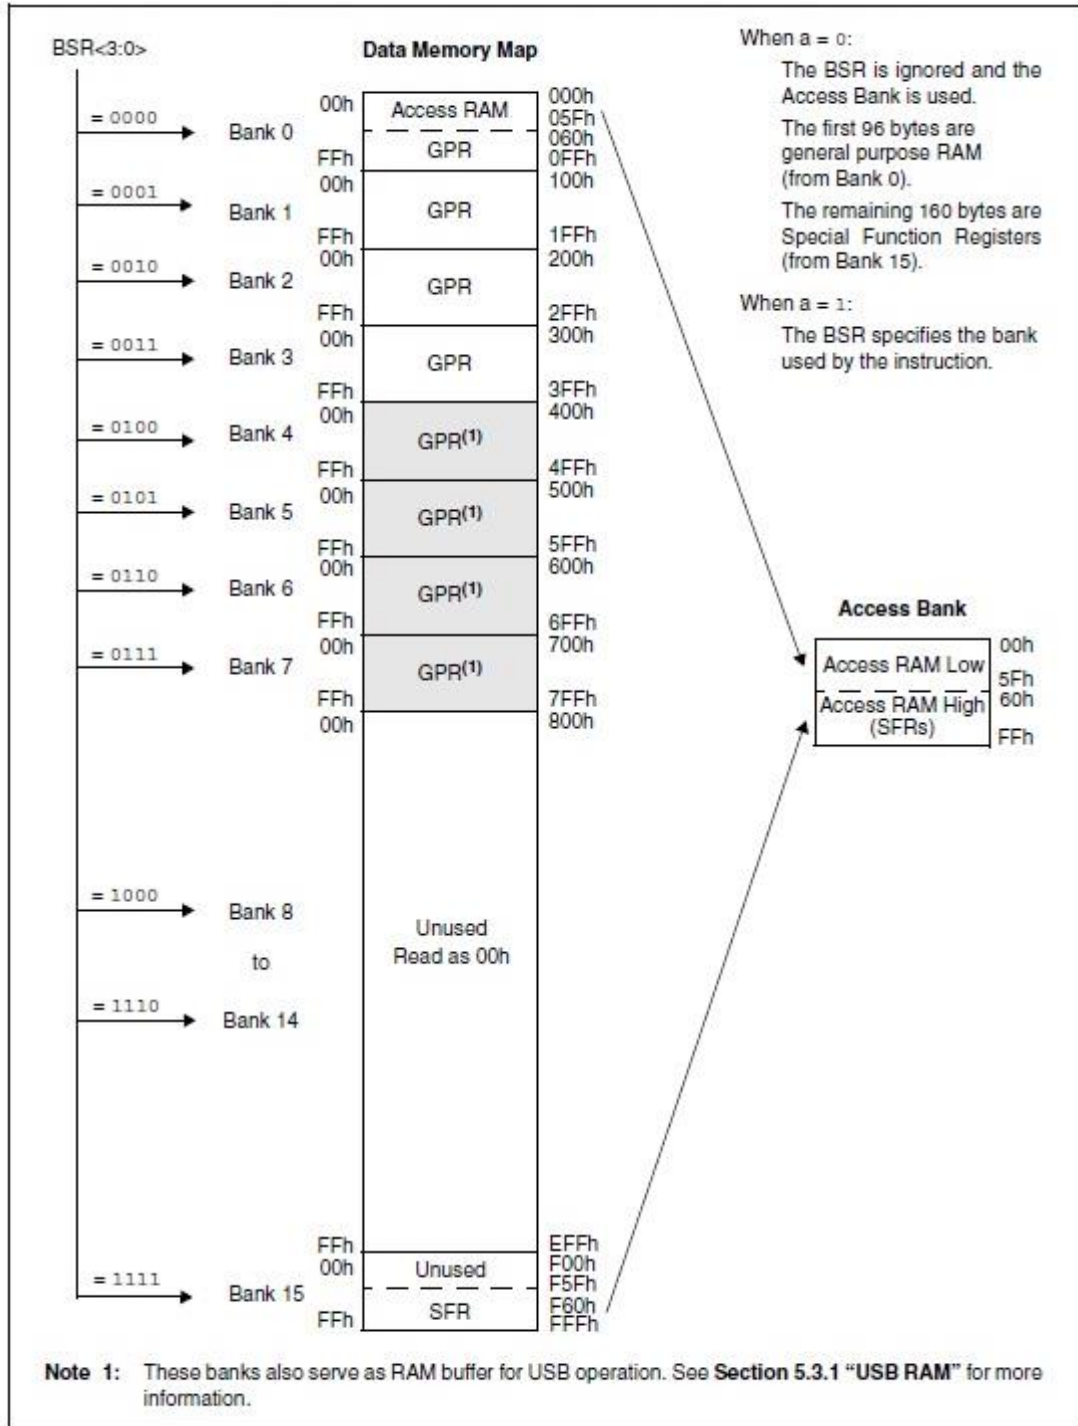 BSR<3:0>
Data Memory Map
When a = 0:
The BSR is ignored and the
Access Bank is used.
The first 96 bytes are
general purpose RAM
(from Bank 0).
The remaining 160 bytes are
Special Function Registers
(from Bank 15).
When a = 1:
The BSR specifies the bank
used by the instruction.
= 0000
Bank 0
00h
Access RAM
000h
05Fh
060h
GPR
FFh
0FFh
= 0001
Bank 1
00h
100h
GPR
FFh
1FFh
= 0010
Bank 2
00h
200h
GPR
FFh
2FFh
= 0011
Bank 3
00h
300h
GPR
FFh
3FFh
= 0100
Bank 4
00h
400h
GPR(1)
FFh
4FFh
= 0101
Bank 5
00h
500h
GPR(1)
FFh
5FFh
= 0110
Bank 6
00h
600h
GPR(1)
FFh
6FFh
= 0111
Bank 7
00h
700h
GPR(1)
FFh
7FFh
00h
800h
= 1000
Bank 8
to
= 1110
Bank 14
Unused
Read as 00h
FFh
EFFh
= 1111
Bank 15
00h
F00h
Unused
F5Fh
F60h
SFR
FFh
FFFh
Access Bank
Access RAM Low
00h
5Fh
Access RAM High
(SFRs)
60h
FFh
Note 1: These banks also serve as RAM buffer for USB operation. See Section 5.3.1 “USB RAM” for more
information.